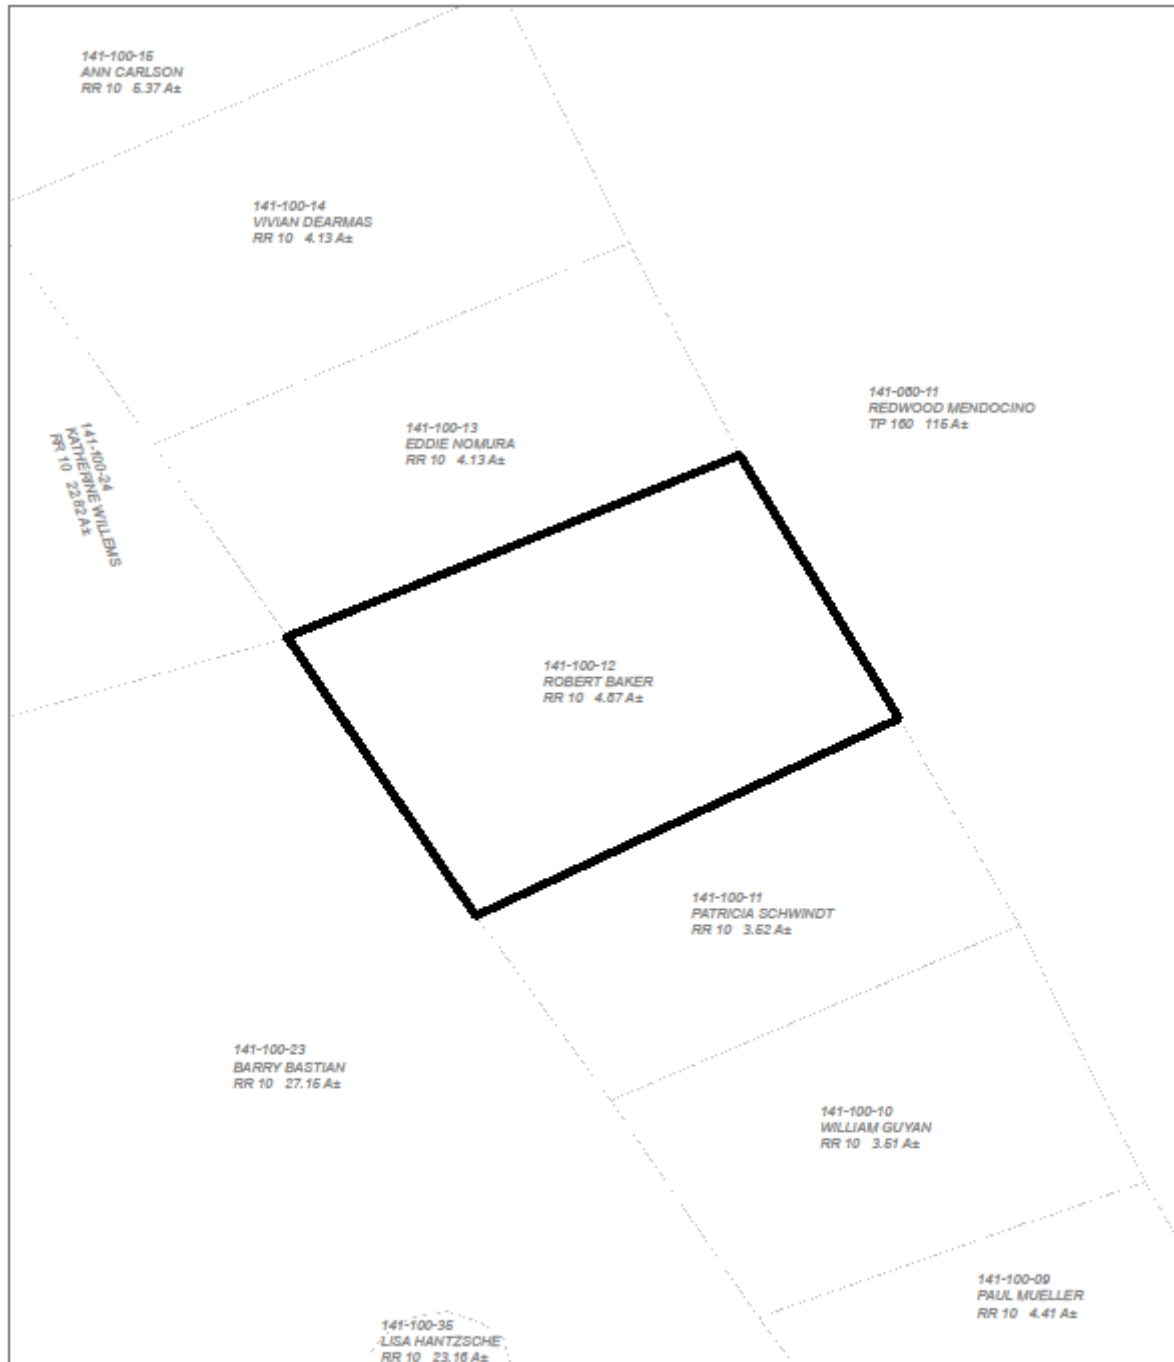 141-100-15
ANN CARLSON
RR 10 5.37 A±
141-100-14
VIVIAN DEARMAS
RR 10 4.13 A±
141-060-11
REDWOOD MENDOCINO
TP 160 115 A±
141-100-13
EDDIE NOMURA
RR 10 4.13 A±
141-100-24
KATHERINE WILLEMS
RR 10 22.82 A±
141-100-12
ROBERT BAKER
RR 10 4.67 A±
141-100-11
PATRICIA SCHWINDT
RR 10 3.52 A±
141-100-23
BARRY BASTIAN
RR 10 27.15 A±
141-100-10
WILLIAM GUYAN
RR 10 3.51 A±
141-100-09
PAUL MUELLER
RR 10 4.41 A±
141-100-35
LISA HANTZSCHE
RR 10 23.16 A±